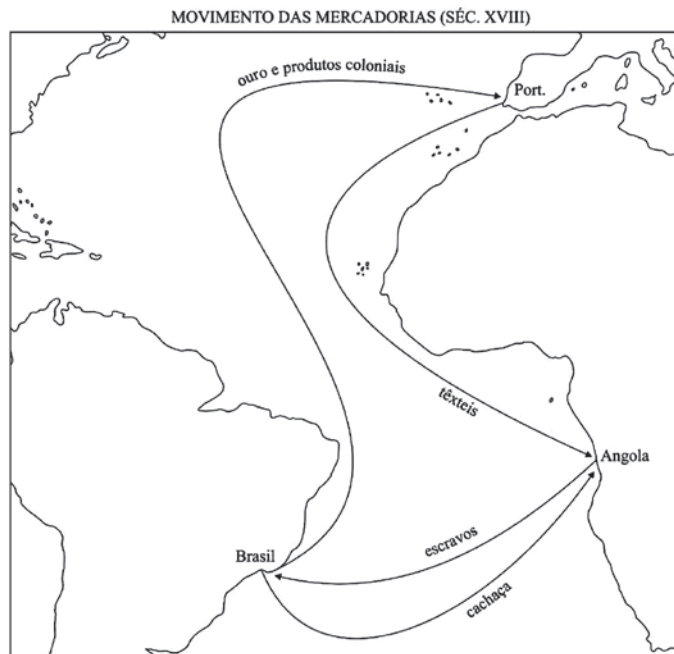 MOVIMENTO DAS MERCADORIAS (SÉC. XVIII)
ouro e produtos coloniais
Port.
têxteis
Angola
escravos
Brasil
cachaça